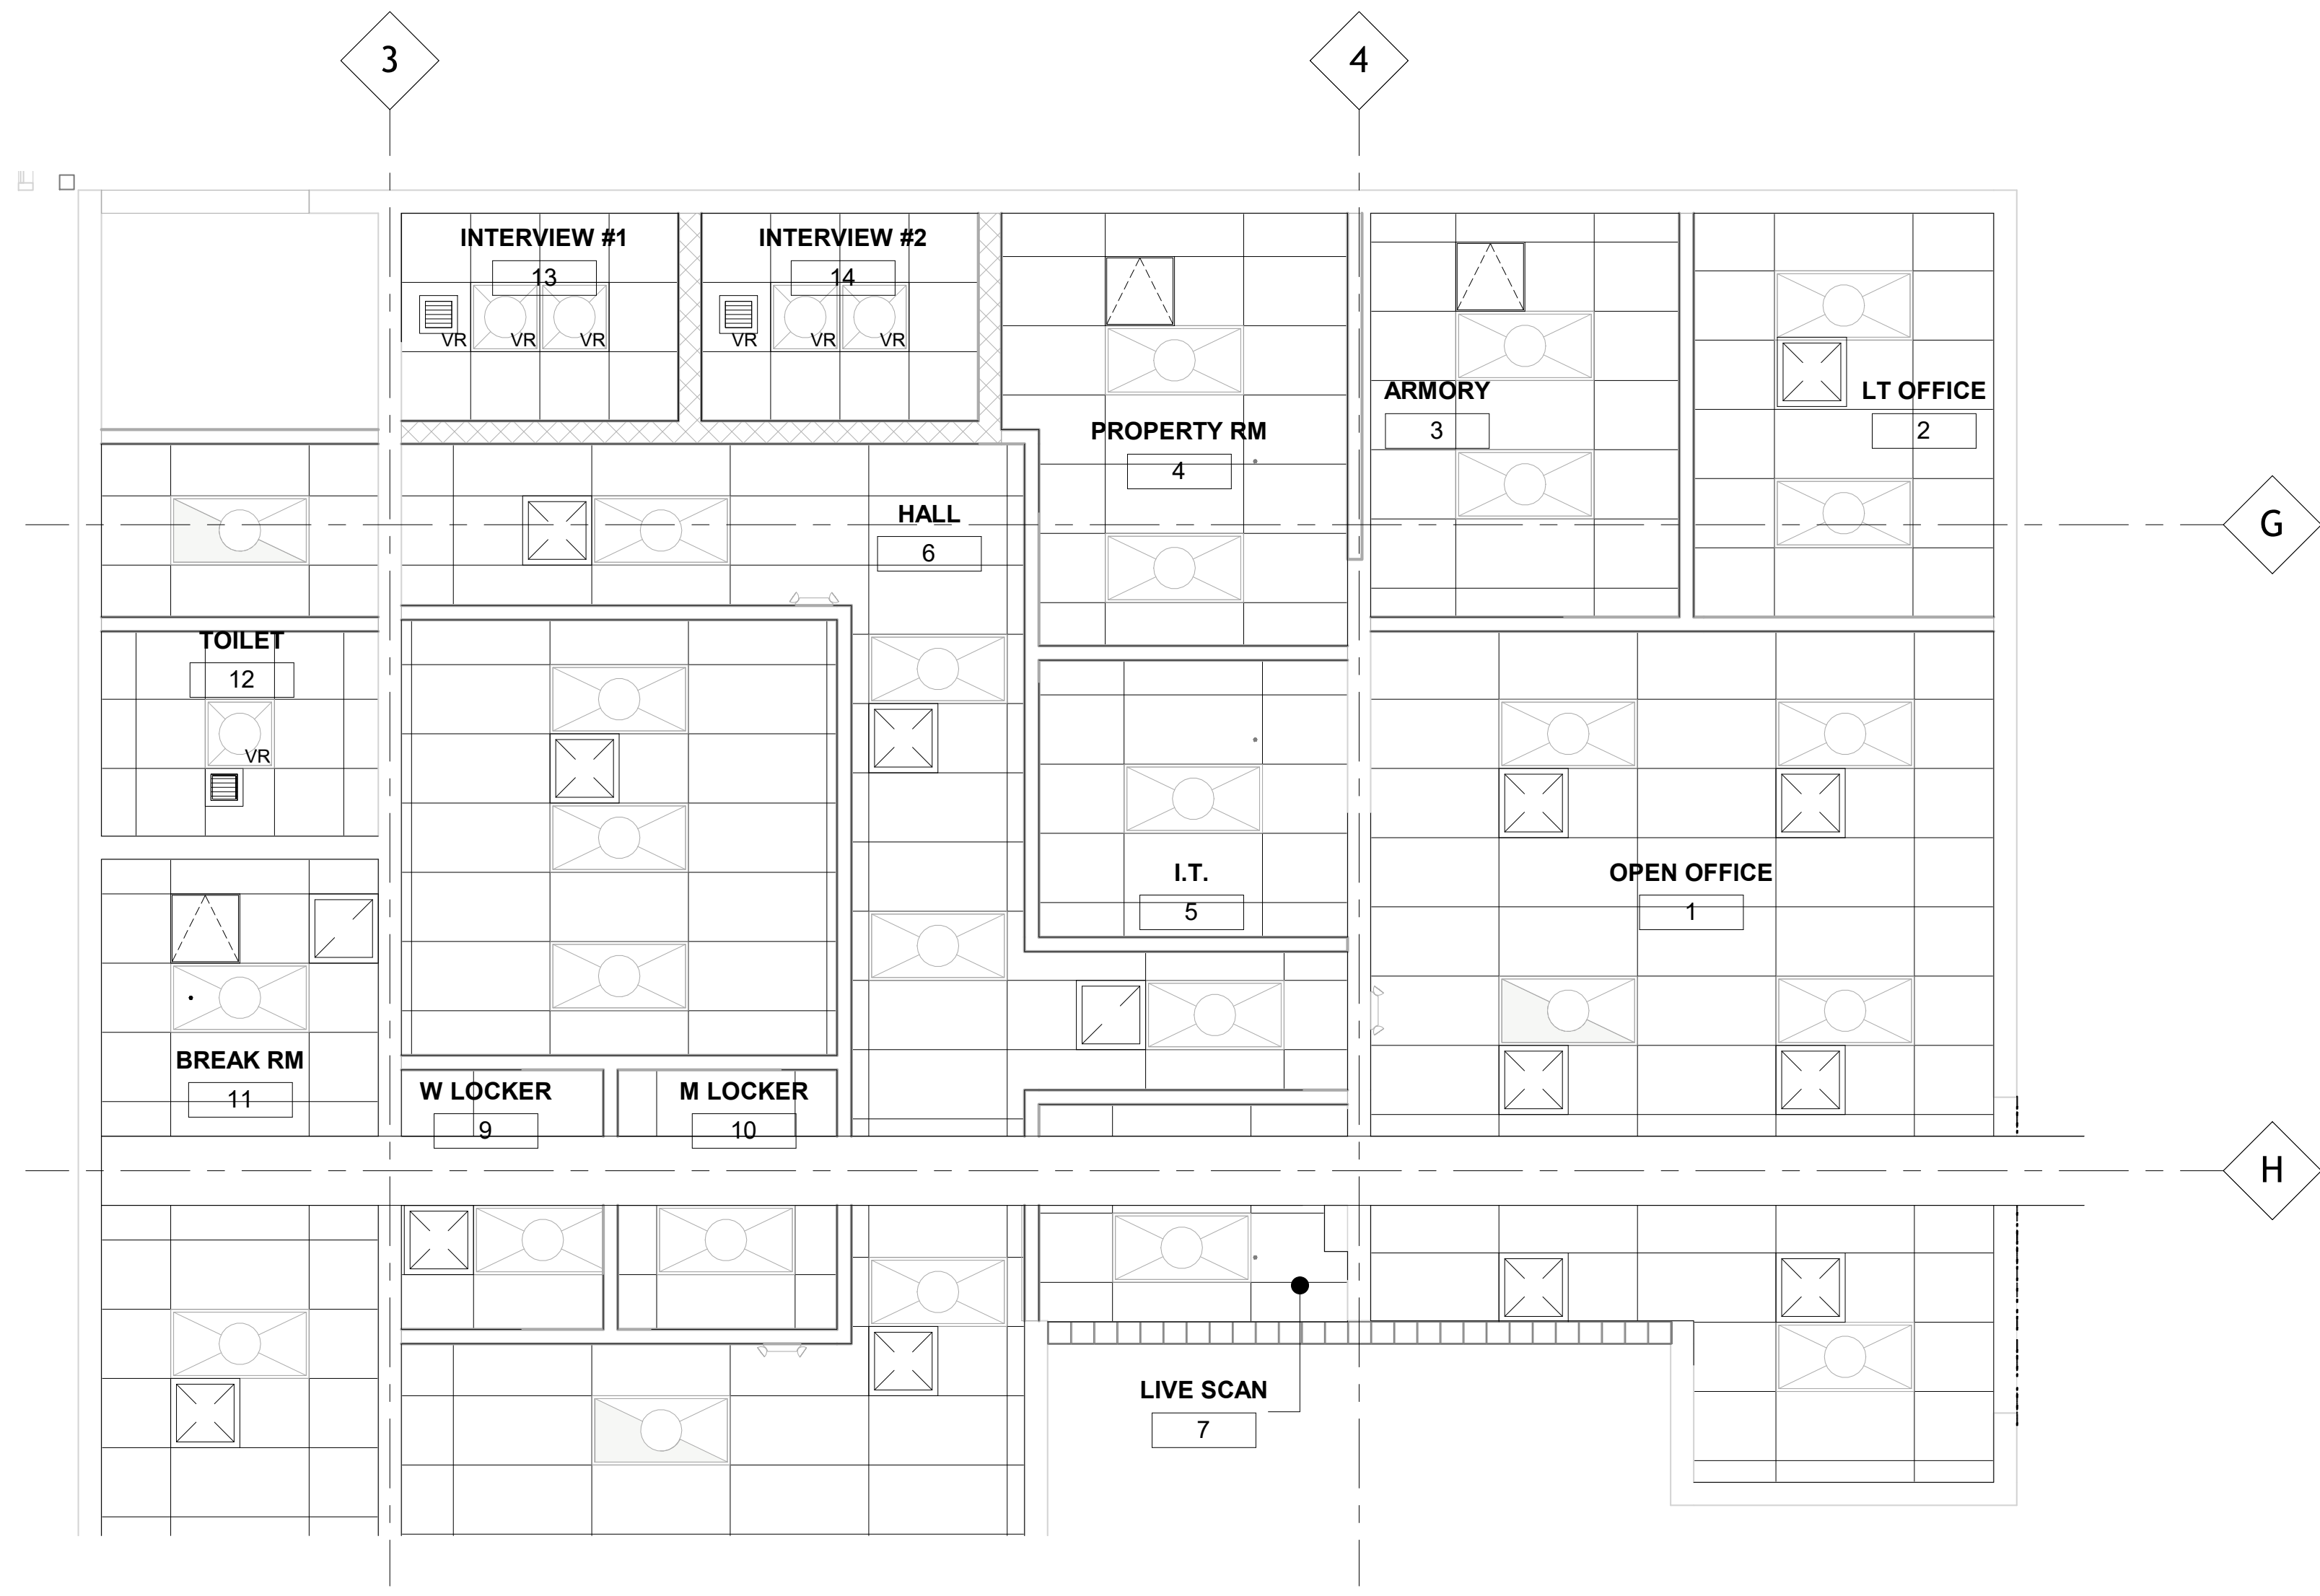 3
4
INTERVIEW #1
13
VR
VR
VR
INTERVIEW #2
14
VR
VR
VR
ARMORY
3
LT OFFICE
2
PROPERTY RM
4
HALL
6
G
TOILET
12
VR
I.T.
5
OPEN OFFICE
1
BREAK RM
11
W LOCKER
9
M LOCKER
10
H
LIVE SCAN
7